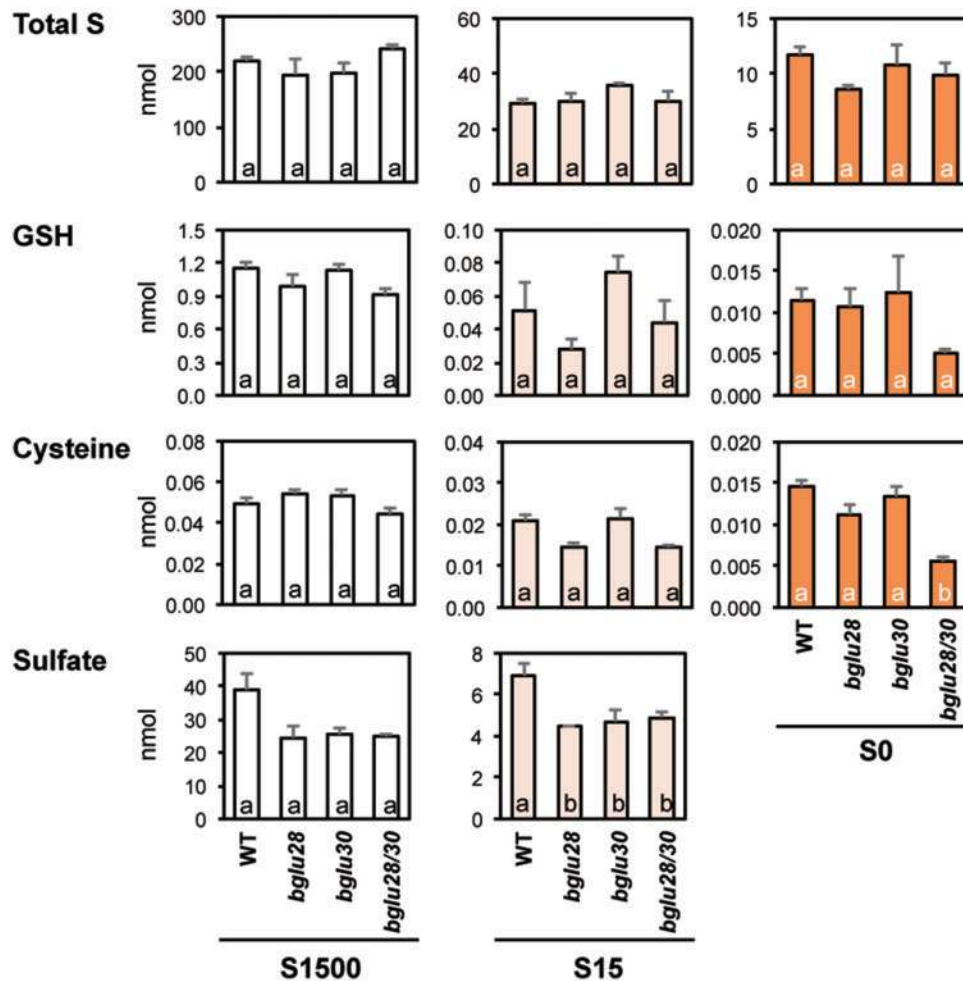 Total S
nmol
300
200
100
0
a a a a
60
40
20
0
a a a a
15
10
5
0
a a a a
GSH
nmol
1.5
1.2
0.9
0.6
0.3
0.0
a a a a
0.10
0.08
0.06
0.04
0.02
0.00
a a a a
0.020
0.015
0.010
0.005
0.000
a a a a
Cysteine
nmol
0.08
0.06
0.04
0.02
0.00
a a a a
0.04
0.03
0.02
0.01
0.00
a a a a
0.020
0.015
0.010
0.005
0.000
a a a b
WT
bglu28
bglu30
bglu28/30
S0
Sulfate
nmol
50
40
30
20
10
0
a a a a
WT
bglu28
bglu30
bglu28/30
S1500
8
6
4
2
0
a b b b
WT
bglu28
bglu30
bglu28/30
S15